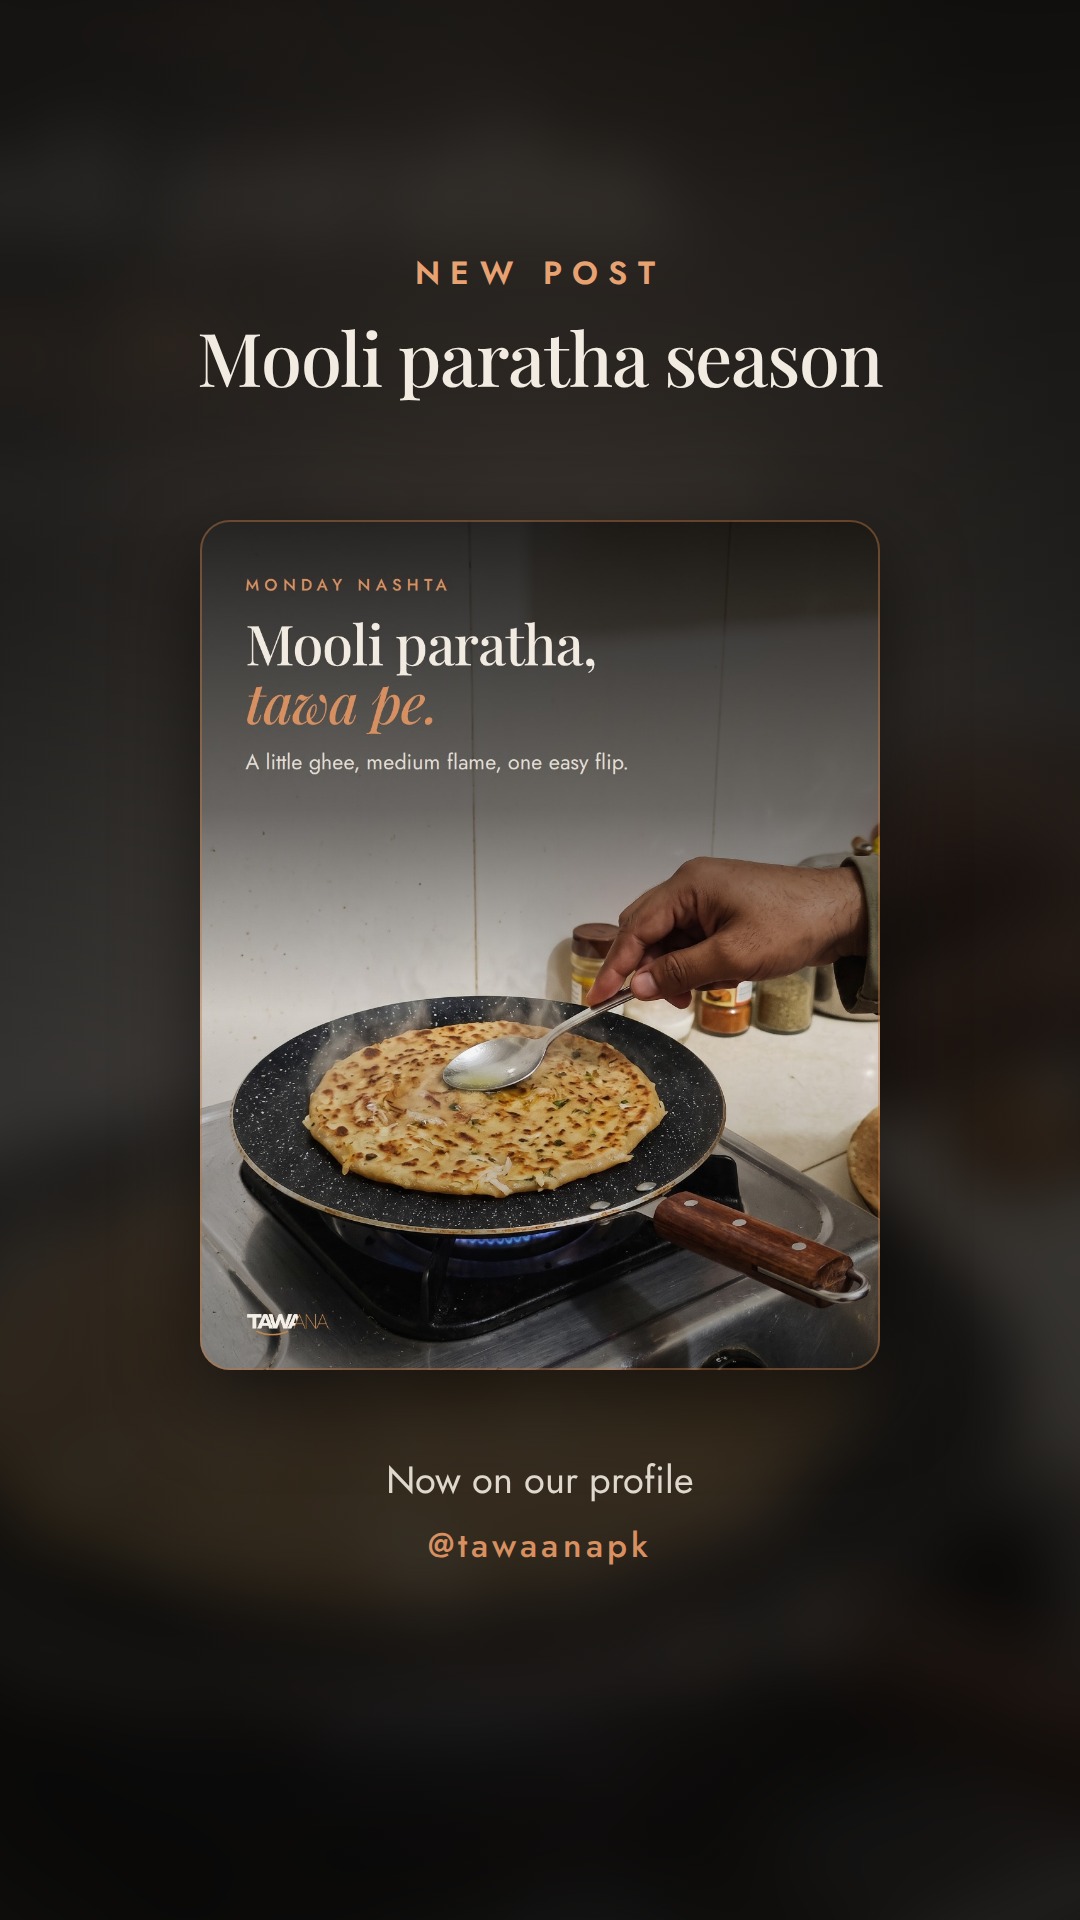 NEW POST
Mooli paratha season
MONDAY NASHTA
Mooli paratha,
tawa pe.
A little ghee, medium flame, one easy flip.
TAWAANA
Now on our profile
@tawaanapk